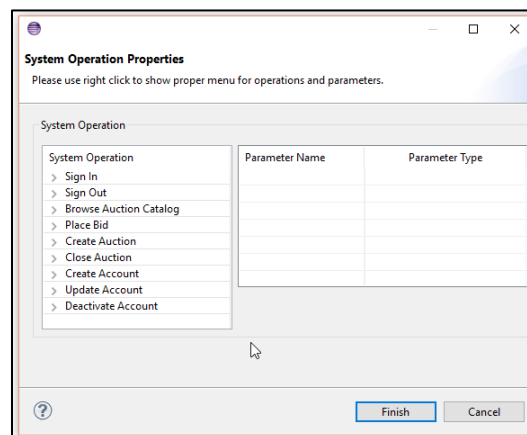 System Operation Properties
Please use right click to show proper menu for operations and parameters.
System Operation
System Operation
Parameter Name
Parameter Type
Sign In
Sign Out
Browse Auction Catalog
Place Bid
Create Auction
Close Auction
Create Account
Update Account
Deactivate Account
?
Finish
Cancel